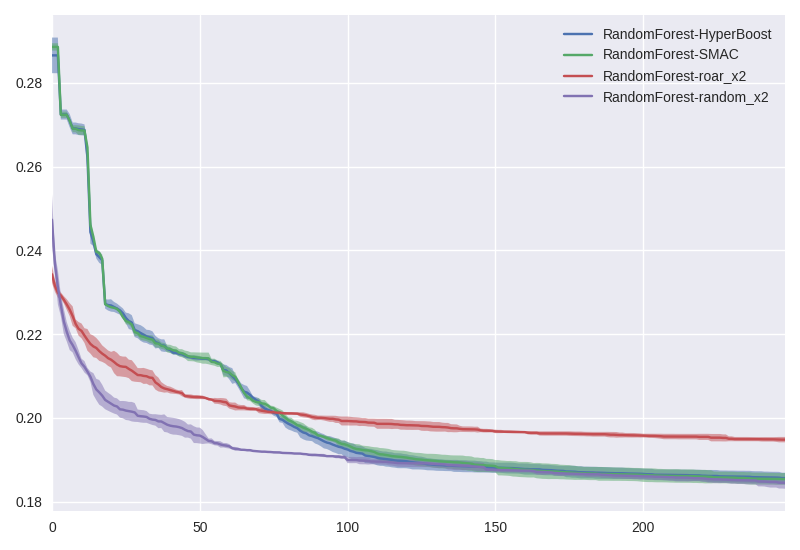 RandomForest-HyperBoost
RandomForest-SMAC
RandomForest-roar_x2
RandomForest-random_x2
0.28
0.26
0.24
0.22
0.20
0.18
0 50 100 150 200